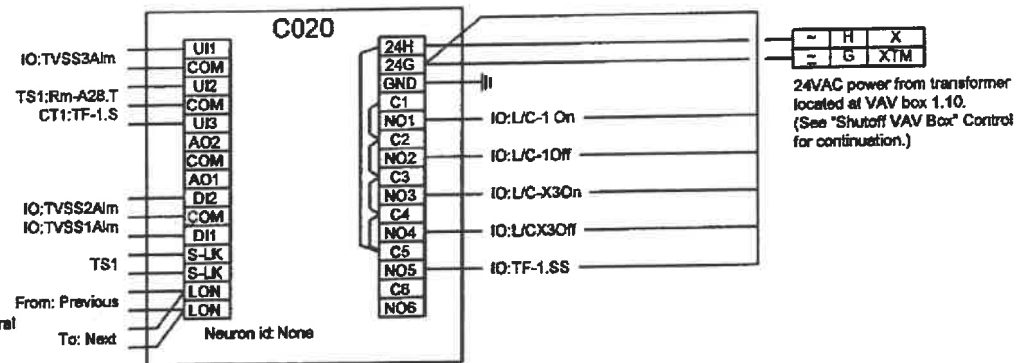 C020
IO:TVSS3Alm
TS1:Rm-A28.T
CT1:TF-1.S
IO:TVSS2Alm
IO:TVSS1Alm
TS1
From: Previous
ral
To: Next
UI1
COM
UI2
COM
UI3
AO2
COM
AO1
DI2
COM
DI1
S-LK
S-LK
LON
LON
Neuron id: None
24H
24G
GND
C1
NO1
C2
NO2
C3
NO3
C4
NO4
C5
NO5
C6
NO6
IO:L/C-1 On
IO:L/C-1Off
IO:L/C-X3On
IO:L/CX3Off
IO:TF-1.SS
~ H X
~ G XTM
24VAC power from transformer
located at VAV box 1.10.
(See "Shutoff VAV Box" Control
for continuation.)